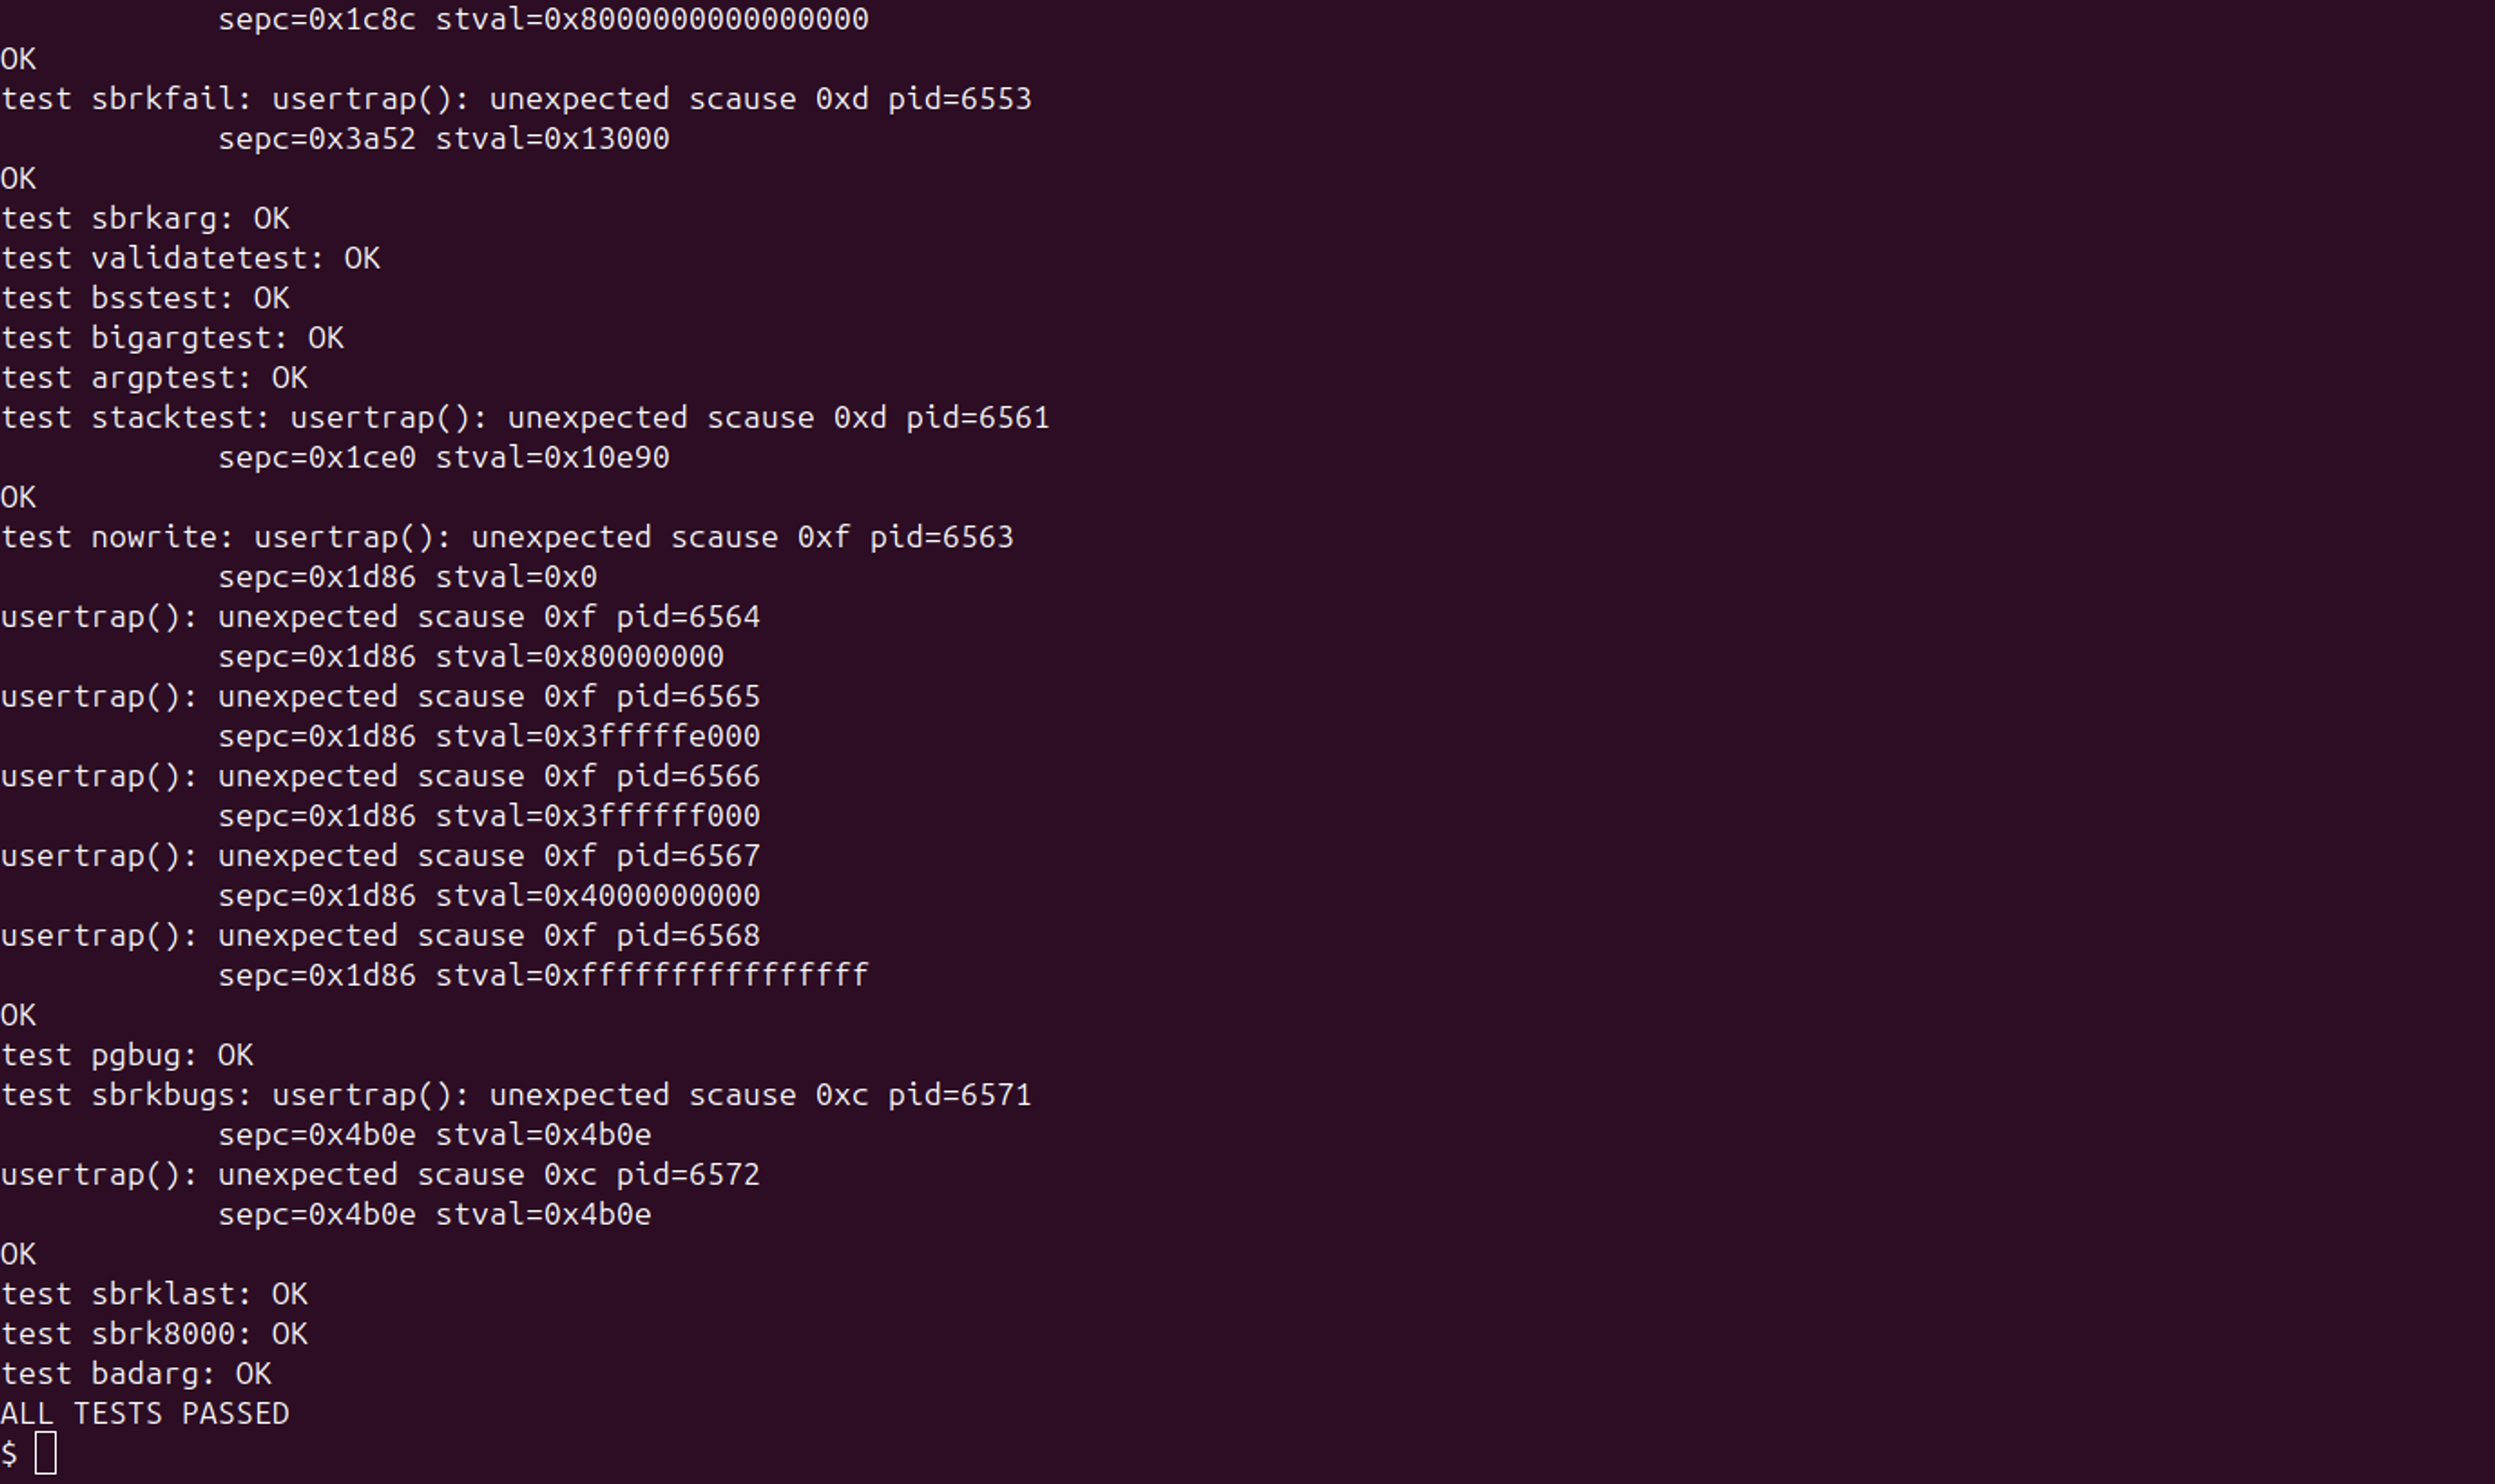 sepc=0x1c8c stval=0x8000000000000000
OK
test sbrkfail: usertrap(): unexpected scause 0xd pid=6553
sepc=0x3a52 stval=0x13000
OK
test sbrkarg: OK
test validatetest: OK
test bsstest: OK
test bigargtest: OK
test argptest: OK
test stacktest: usertrap(): unexpected scause 0xd pid=6561
sepc=0x1ce0 stval=0x10e90
OK
test nowrite: usertrap(): unexpected scause 0xf pid=6563
sepc=0x1d86 stval=0x0
usertrap(): unexpected scause 0xf pid=6564
sepc=0x1d86 stval=0x80000000
usertrap(): unexpected scause 0xf pid=6565
sepc=0x1d86 stval=0x3fffffe000
usertrap(): unexpected scause 0xf pid=6566
sepc=0x1d86 stval=0x3ffffff000
usertrap(): unexpected scause 0xf pid=6567
sepc=0x1d86 stval=0x4000000000
usertrap(): unexpected scause 0xf pid=6568
sepc=0x1d86 stval=0xffffffffffffffff
OK
test pgbug: OK
test sbrkbugs: usertrap(): unexpected scause 0xc pid=6571
sepc=0x4b0e stval=0x4b0e
usertrap(): unexpected scause 0xc pid=6572
sepc=0x4b0e stval=0x4b0e
OK
test sbrklast: OK
test sbrk8000: OK
test badarg: OK
ALL TESTS PASSED
$